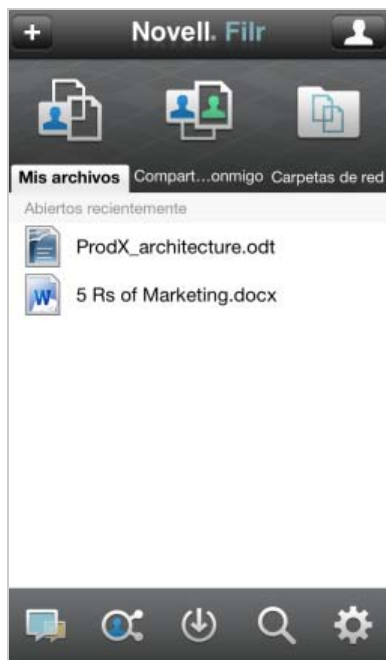 Novell. Filr
Mis archivos Compart...onmigo Carpetas de red
Abiertos recientemente
ProdX_architecture.odt
W 5 Rs of Marketing.docx